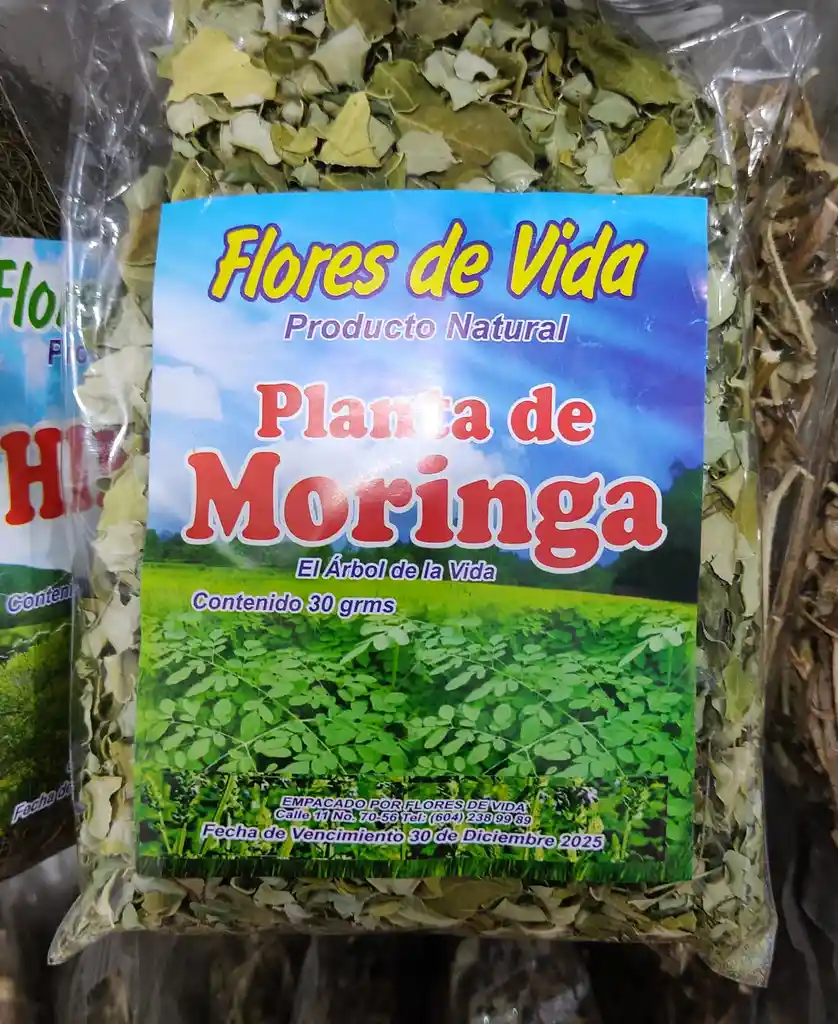 Flores de Vida
Producto Natural
Planta de
Moringa
El Árbol de la Vida
Contenido 30 grms
EMPACADO POR FLORES DE VIDA
Calle 11 No. 70-56 Tel: (604) 238 99 89
Fecha de Vencimiento 30 de Diciembre 2025